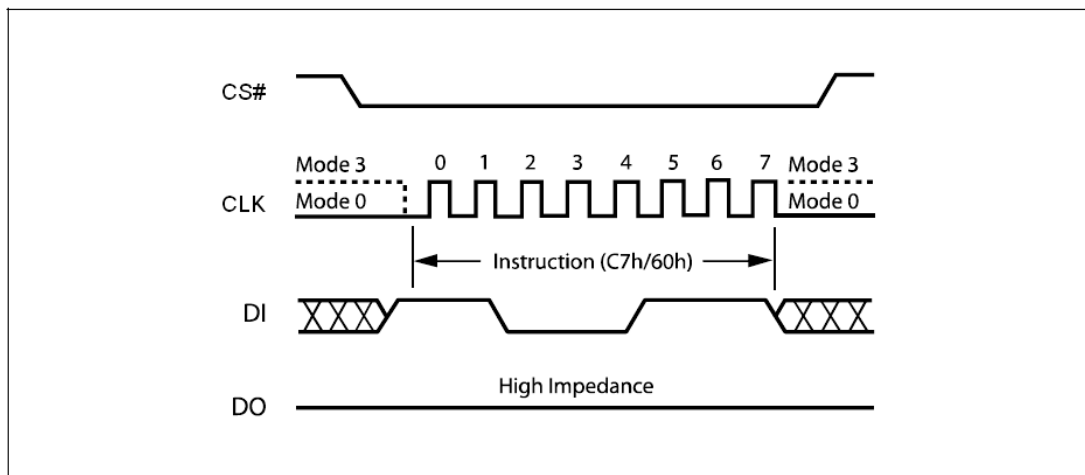 CS#
Mode 3 0 1 2 3 4 5 6 7 Mode 3
CLK Mode 0 Mode 0
Instruction (C7h/60h)
DI
High Impedance
DO